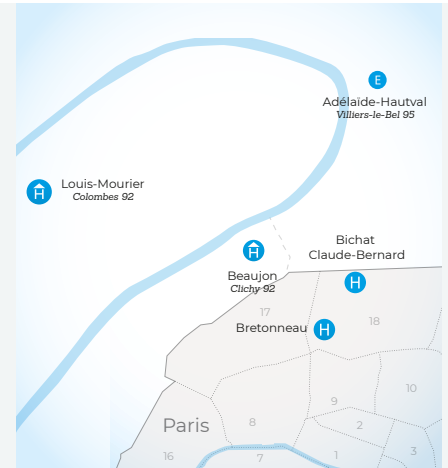 E
Adélaïde-Hautval
Villiers-le-Bel 95
H
Louis-Mourier
Colombes 92
H
Beaujon
Clichy 92
Bichat
Claude-Bernard
H
17
18
Bretonneau
H
9
10
2
8
Paris
16
7
1
3